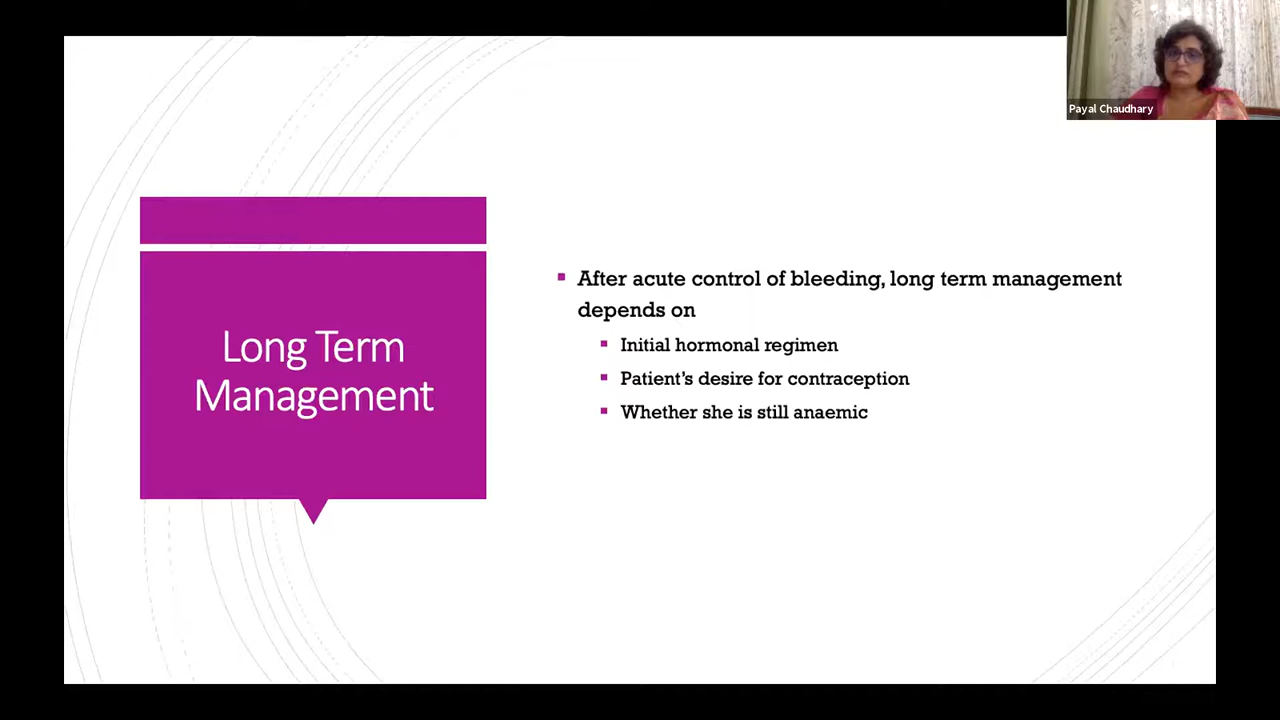 Payal Chaudhary
Long Term
Management
After acute control of bleeding, long term management
depends on
Initial hormonal regimen
Patient’s desire for contraception
Whether she is still anaemic